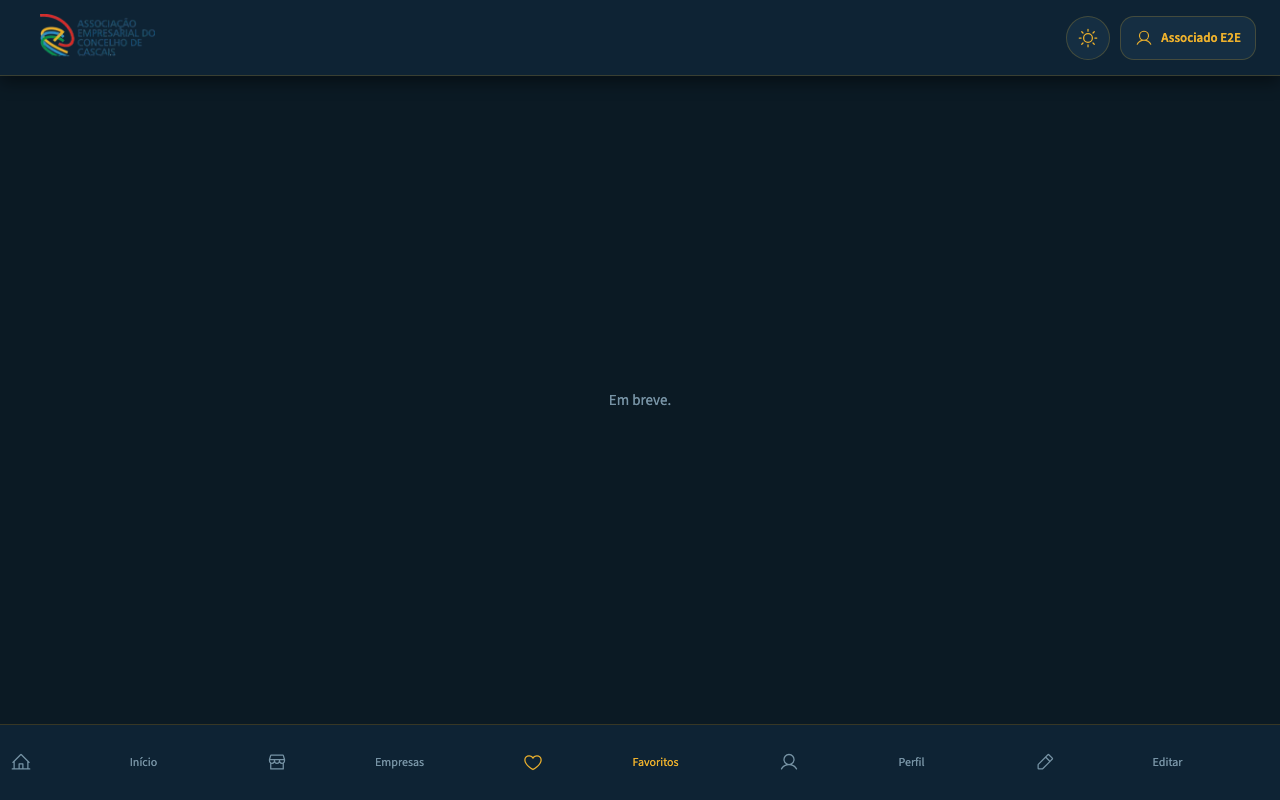 ASSOCIAÇÃO
EMPRESARIAL DO
CONCELHO DE
CASCAIS
Associado E2E
Em breve.
Início
Empresas
Favoritos
Perfil
Editar